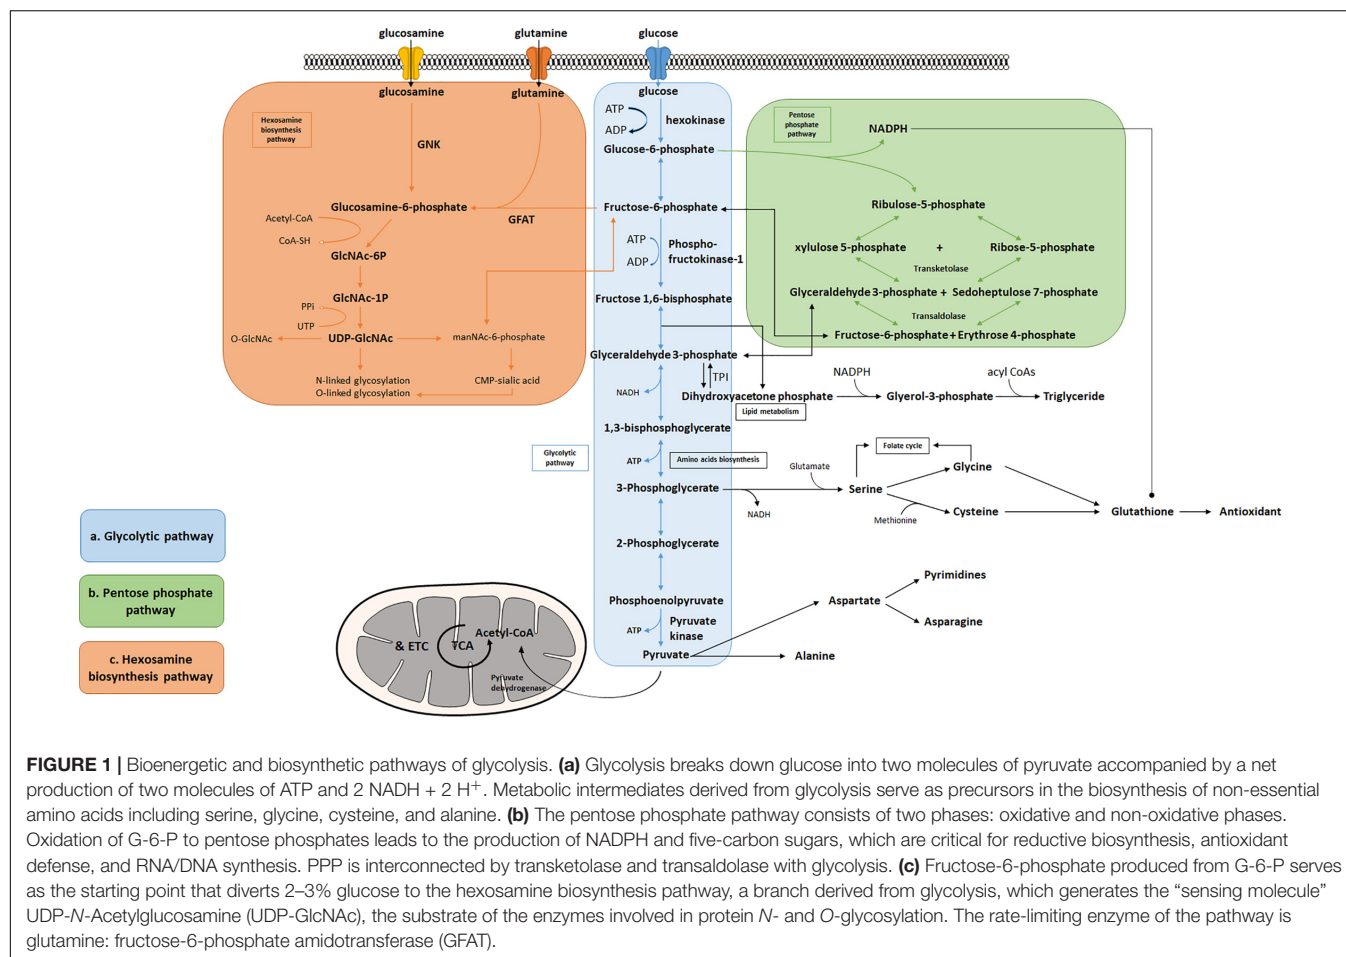 glucosamine
glutamine
glucose
glucosamine
glutamine
glucose
Hexosamine
biosynthesis
pathway
GNK
Glucosamine-6-phosphate
GFAT
Acetyl-CoA
CoA-SH
GlcNAc-6P
GlcNAc-1P
PPi
UTP
O-GlcNAc
UDP-GlcNAc
manNAc-6-phosphate
N-linked glycosylation
O-linked glycosylation
CMP-sialic acid
ATP
ADP
hexokinase
Glucose-6-phosphate
Fructose-6-phosphate
ATP
ADP
Phospho-
fructokinase-1
Fructose 1,6-bisphosphate
Glyceraldehyde 3-phosphate
TPI
NADH
Dihydroxyacetone phosphate
Lipid metabolism
1,3-bisphosphoglycerate
Glycolytic
pathway
ATP
Amino acids biosynthesis
3-Phosphoglycerate
NADH
2-Phosphoglycerate
Phosphoenolpyruvate
ATP
Pyruvate
kinase
Pyruvate
Pentose
phosphate
pathway
NADPH
Ribulose-5-phosphate
xylulose 5-phosphate + Ribose-5-phosphate
Transketolase
Glyceraldehyde 3-phosphate + Sedoheptulose 7-phosphate
Transaldolase
Fructose-6-phosphate + Erythrose 4-phosphate
NADPH
acyl CoAs
Glyerol-3-phosphate
Triglyceride
Folate cycle
Glutamate
Serine
Glycine
Methionine
Cysteine
Glutathione
Antioxidant
Aspartate
Pyrimidines
Asparagine
Alanine
a. Glycolytic pathway
b. Pentose phosphate
pathway
c. Hexosamine
biosynthesis pathway
& ETC
TCA
Acetyl-CoA
Pyruvate
dehydrogenase
FIGURE 1 | Bioenergetic and biosynthetic pathways of glycolysis. (a) Glycolysis breaks down glucose into two molecules of pyruvate accompanied by a net
production of two molecules of ATP and 2 NADH + 2 H⁺. Metabolic intermediates derived from glycolysis serve as precursors in the biosynthesis of non-essential
amino acids including serine, glycine, cysteine, and alanine. (b) The pentose phosphate pathway consists of two phases: oxidative and non-oxidative phases.
Oxidation of G-6-P to pentose phosphates leads to the production of NADPH and five-carbon sugars, which are critical for reductive biosynthesis, antioxidant
defense, and RNA/DNA synthesis. PPP is interconnected by transketolase and transaldolase with glycolysis. (c) Fructose-6-phosphate produced from G-6-P serves
as the starting point that diverts 2–3% glucose to the hexosamine biosynthesis pathway, a branch derived from glycolysis, which generates the “sensing molecule”
UDP-N-Acetylglucosamine (UDP-GlcNAc), the substrate of the enzymes involved in protein N- and O-glycosylation. The rate-limiting enzyme of the pathway is
glutamine: fructose-6-phosphate amidotransferase (GFAT).